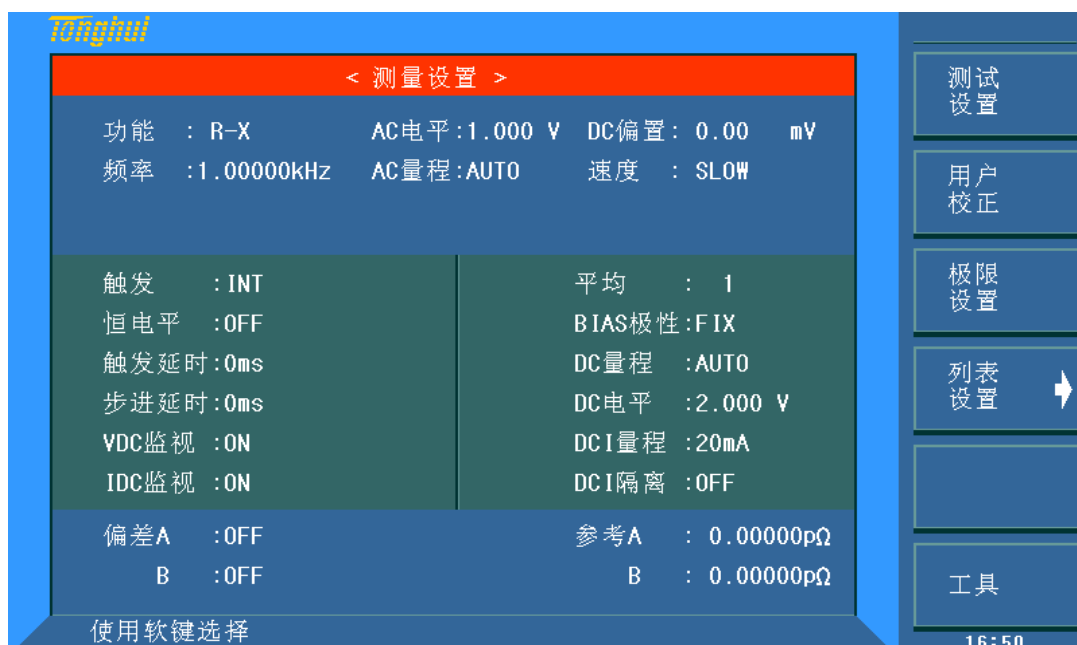 Tonghui
< 测量设置 >
功能 : R-X AC电平:1.000 V DC偏置: 0.00 mV
频率 :1.00000kHz AC量程:AUTO 速度 : SLOW
触发 :INT 平均 : 1
恒电平 :OFF BIAS极性:FIX
触发延时:0ms DC量程 :AUTO
步进延时:0ms DC电平 :2.000 V
VDC监视 :ON DCI量程 :20mA
IDC监视 :ON DCI隔离 :OFF
偏差A :OFF 参考A : 0.00000pΩ
B :OFF B : 0.00000pΩ
使用软键选择
测试
设置
用户
校正
极限
设置
列表
设置
工具
16:50